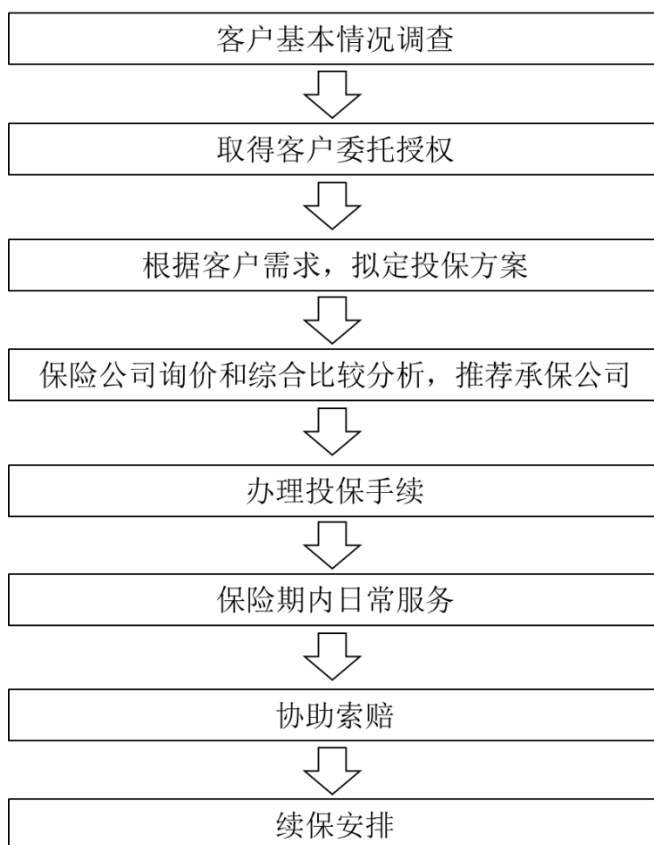 客户基本情况调查
取得客户委托授权
根据客户需求，拟定投保方案
保险公司询价和综合比较分析，推荐承保公司
办理投保手续
保险期内日常服务
协助索赔
续保安排